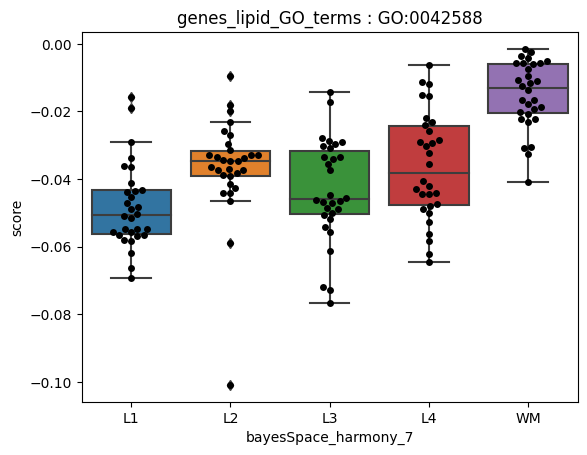 genes_lipid_GO_terms : GO:0042588
0.00
−0.02
−0.04
−0.06
−0.08
−0.10
score
L1 L2 L3 L4 WM
bayesSpace_harmony_7